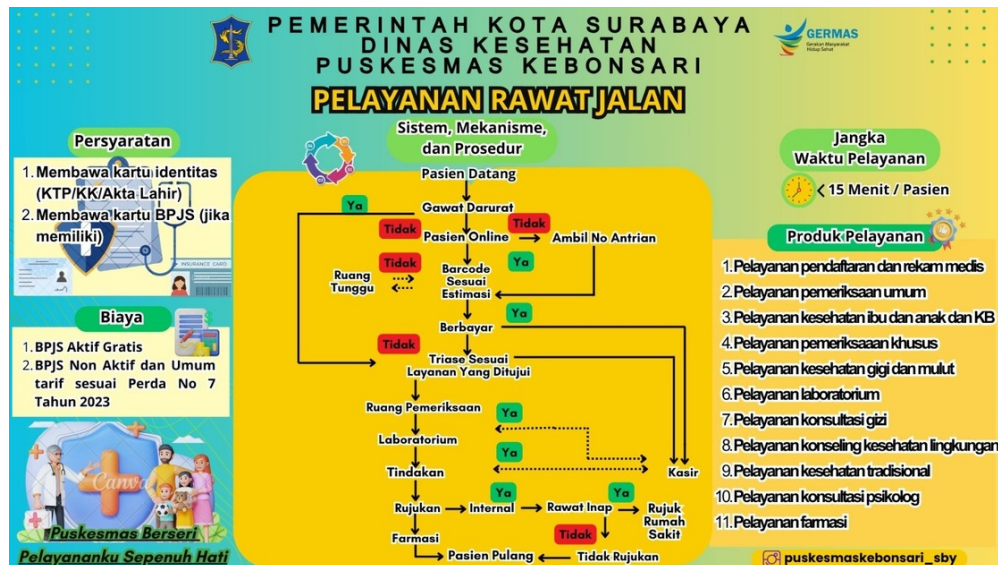 PEMERINTAH KOTA SURABAYA
DINAS KESEHATAN
PUSKESMAS KEBONSARI
GERMAS
Gerakan Masyarakat
Hidup Sehat
PELAYANAN RAWAT JALAN
Persyaratan
1. Membawa kartu identitas
(KTP/KK/Akta Lahir)
2. Membawa kartu BPJS (jika
memiliki)
INSURANCE CARD
Biaya
1. BPJS Aktif Gratis
2. BPJS Non Aktif dan Umum
tarif sesuai Perda No 7
Tahun 2023
Canva
Puskesmas Berseri
Pelayananku Sepenuh Hati
Sistem, Mekanisme,
dan Prosedur
Pasien Datang
Ya
Gawat Darurat
Tidak
Tidak
Pasien Online
Ambil No Antrian
Tidak
Ya
Ruang
Tunggu
Barcode
Sesuai
Estimasi
Ya
Berbayar
Tidak
Triase Sesuai
Layanan Yang Ditujui
Ruang Pemeriksaan
Ya
Laboratorium
Ya
Tindakan
Kasir
Ya
Ya
Rujukan
Internal
Rawat Inap
Rujuk
Rumah
Sakit
Tidak
Farmasi
Pasien Pulang
Tidak Rujukan
Jangka
Waktu Pelayanan
< 15 Menit / Pasien
Produk Pelayanan
1. Pelayanan pendaftaran dan rekam medis
2. Pelayanan pemeriksaan umum
3. Pelayanan kesehatan ibu dan anak dan KB
4. Pelayanan pemeriksaaan khusus
5. Pelayanan kesehatan gigi dan mulut
6. Pelayanan laboratorium
7. Pelayanan konsultasi gizi
8. Pelayanan konseling kesehatan lingkungan
9. Pelayanan kesehatan tradisional
10. Pelayanan konsultasi psikolog
11. Pelayanan farmasi
puskesmaskebonsari_sby